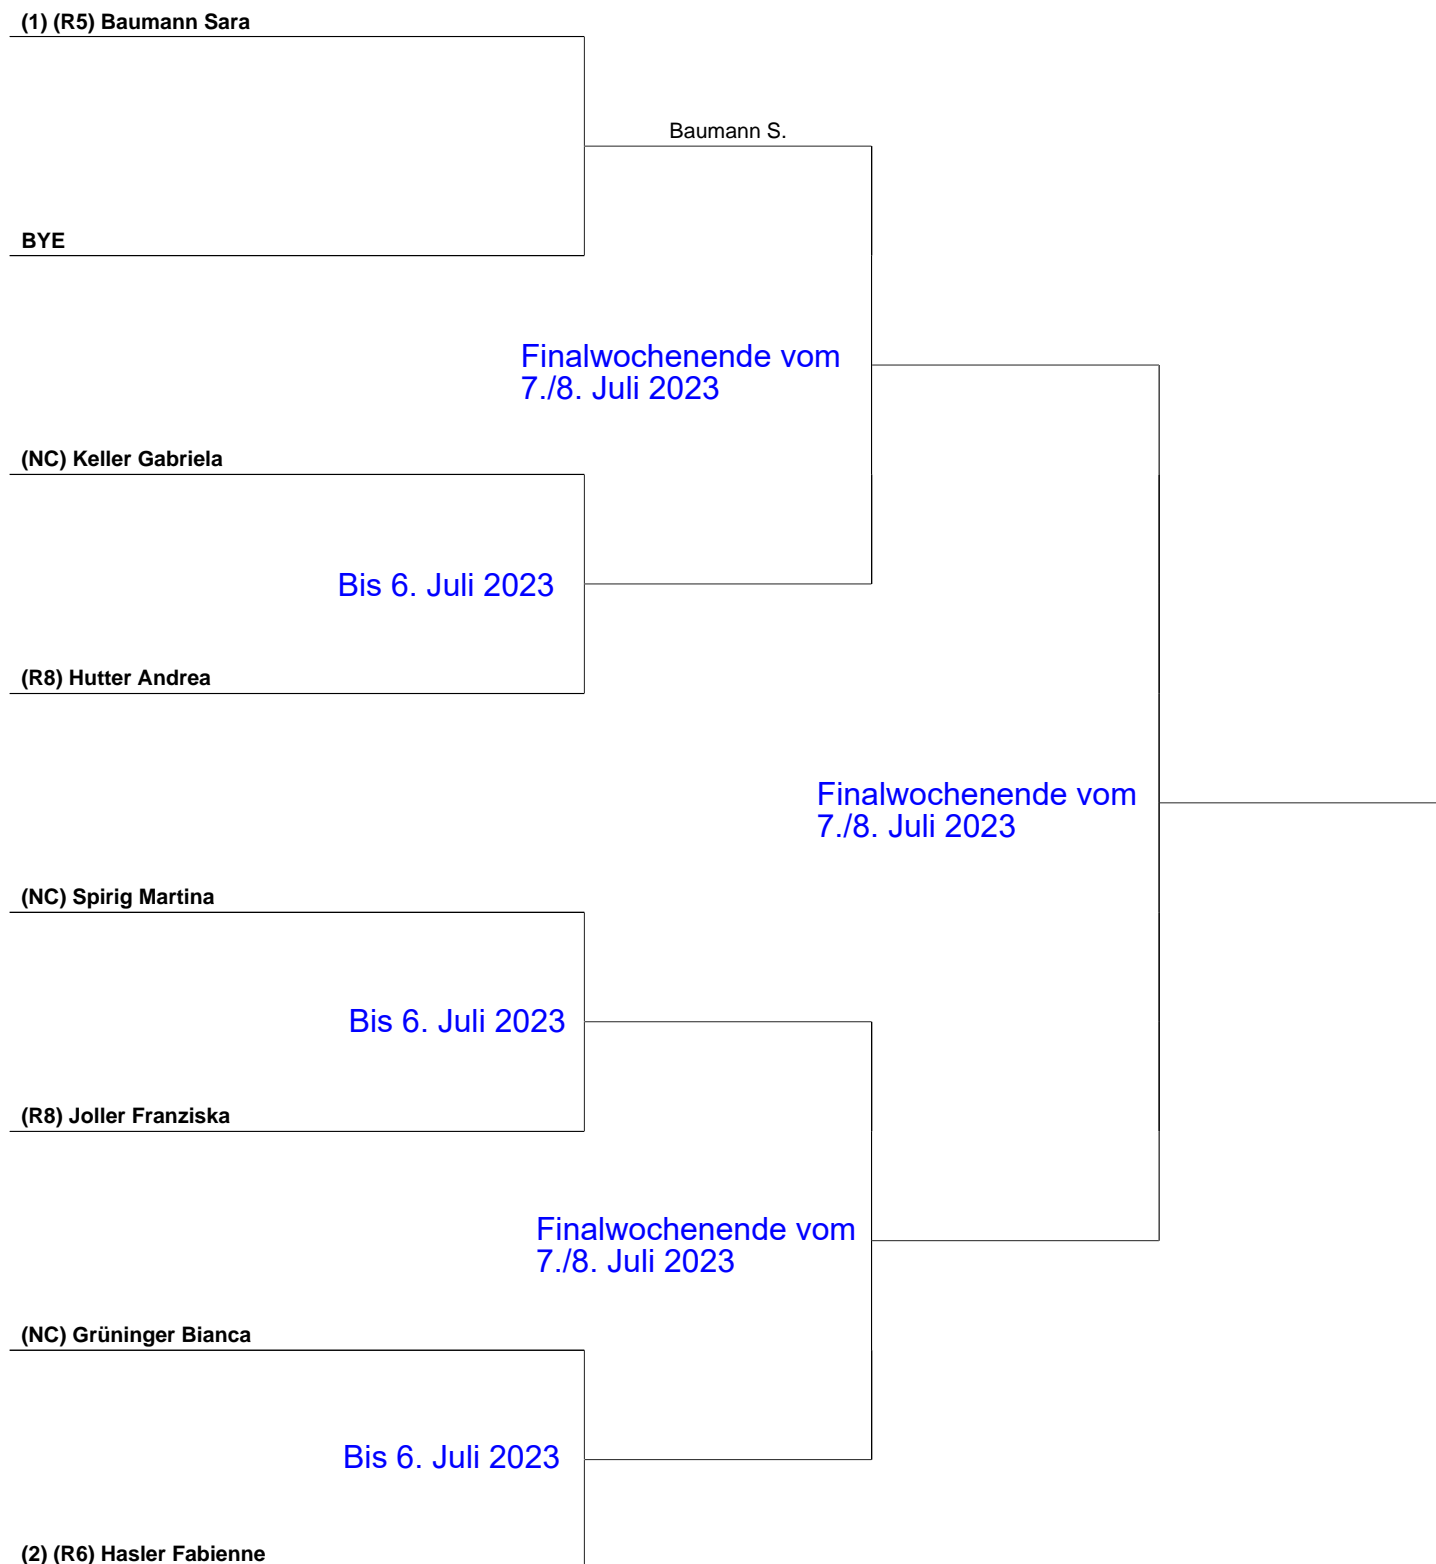 (1) (R5) Baumann Sara
Baumann S.
BYE
Finalwochenende vom
7./8. Juli 2023
(NC) Keller Gabriela
Bis 6. Juli 2023
(R8) Hutter Andrea
Finalwochenende vom
7./8. Juli 2023
(NC) Spirig Martina
Bis 6. Juli 2023
(R8) Joller Franziska
Finalwochenende vom
7./8. Juli 2023
(NC) Grüninger Bianca
Bis 6. Juli 2023
(2) (R6) Hasler Fabienne